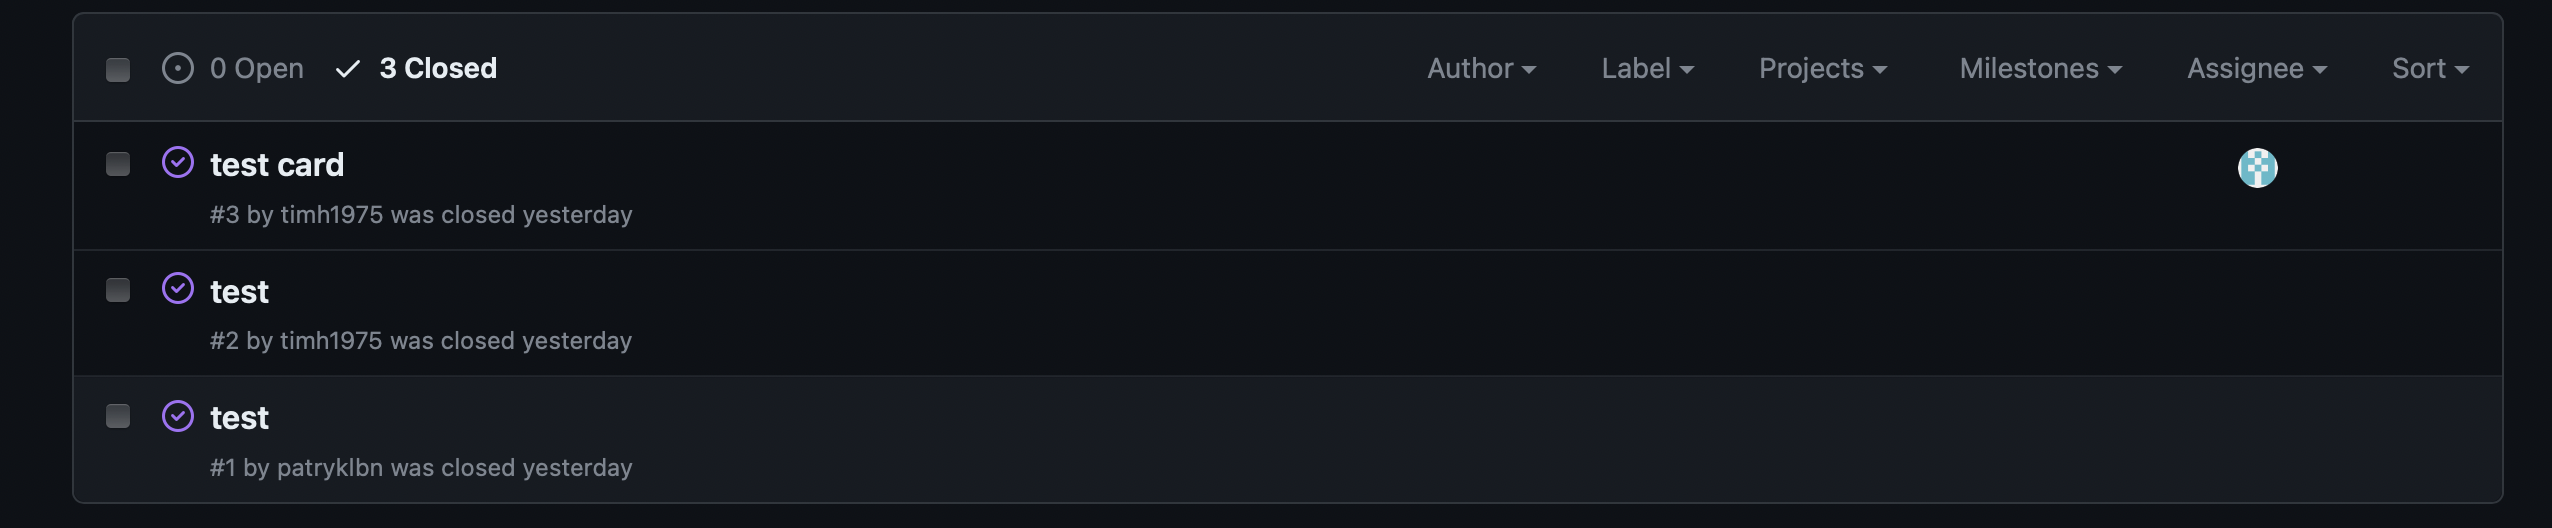 0 Open 3 Closed Author Label Projects Milestones Assignee Sort
test card
#3 by timh1975 was closed yesterday
test
#2 by timh1975 was closed yesterday
test
#1 by patryklbn was closed yesterday